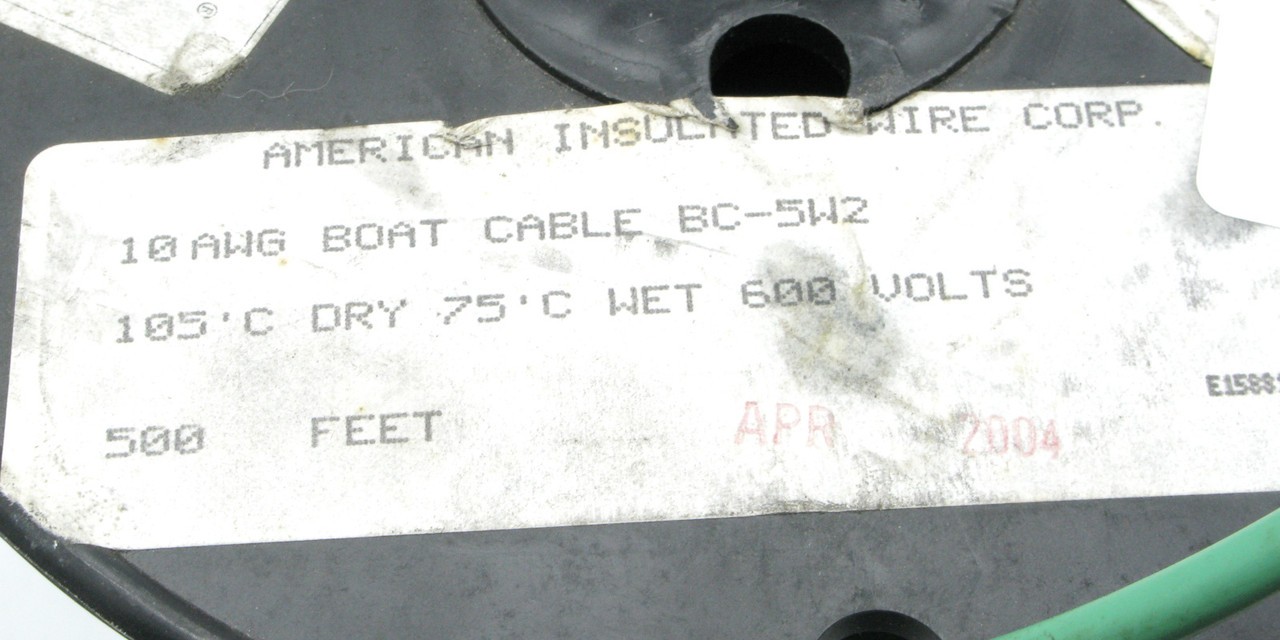 ®
AMERICAN INSULATED WIRE CORP.
10 AWG BOAT CABLE BC-5W2
105'C DRY 75'C WET 600 VOLTS
500 FEET APR 2004